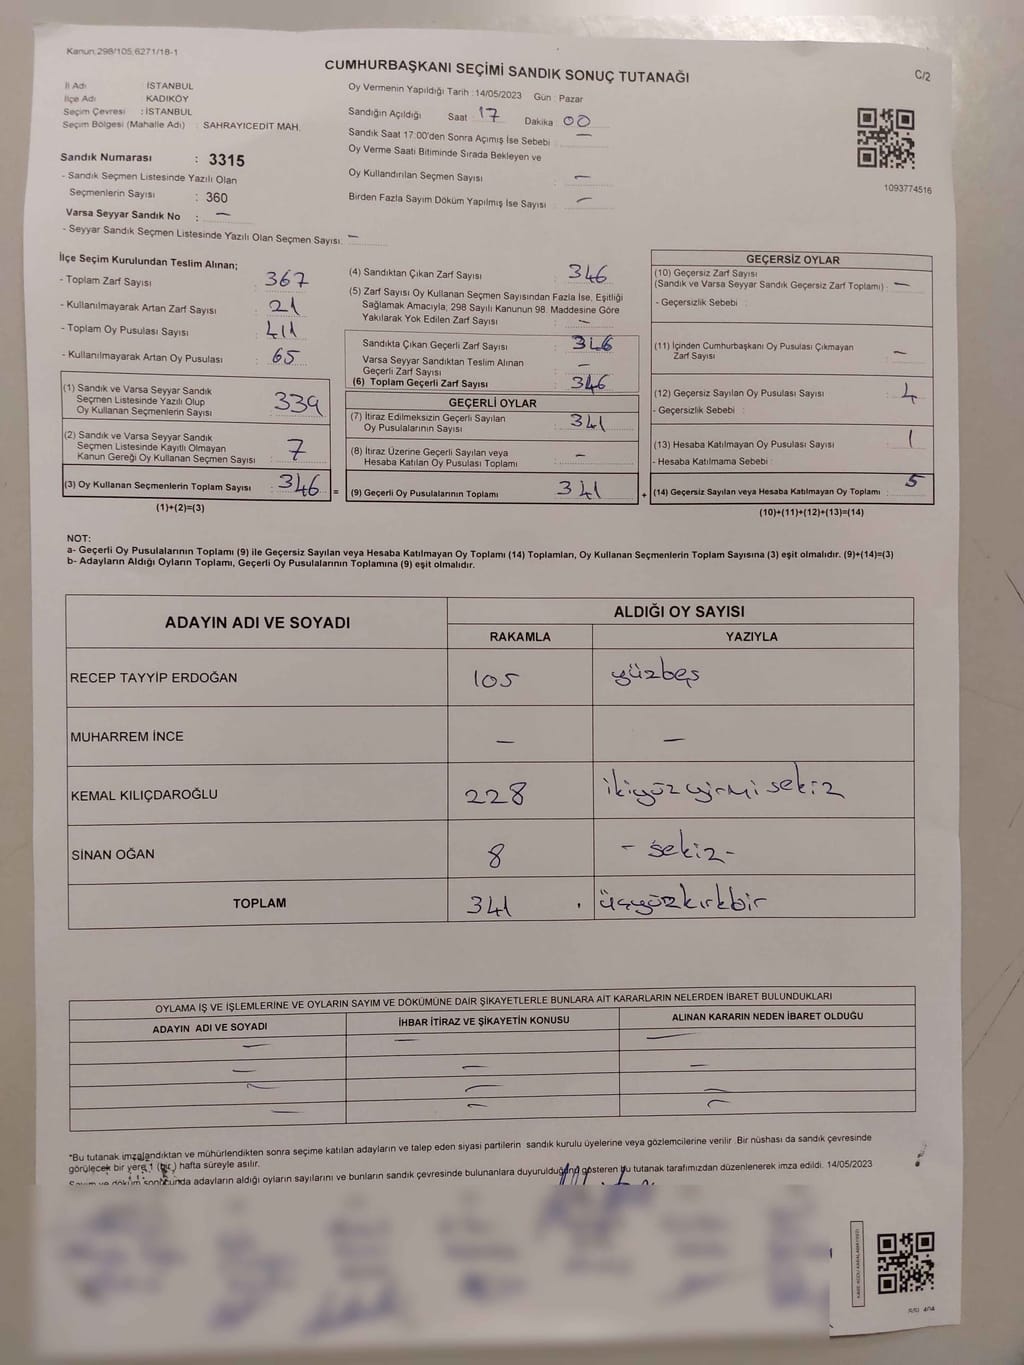 Kanun:298/105,6271/18-1
CUMHURBAŞKANI SEÇİMİ SANDIK SONUÇ TUTANAĞI
C/2
İl Adı : İSTANBUL
İlçe Adı : KADIKÖY
Seçim Çevresi : İSTANBUL
Seçim Bölgesi (Mahalle Adı) : SAHRAYICEDİT MAH.
Sandık Numarası : 3315
- Sandık Seçmen Listesinde Yazılı Olan
Seçmenlerin Sayısı : 360
Varsa Seyyar Sandık No : –
- Seyyar Sandık Seçmen Listesinde Yazılı Olan Seçmen Sayısı: –
Oy Vermenin Yapıldığı Tarih : 14/05/2023 Gün : Pazar
Sandığın Açıldığı Saat 17 Dakika 00
Sandık Saat 17:00'den Sonra Açımış İse Sebebi : –
Oy Verme Saati Bitiminde Sırada Bekleyen ve
Oy Kullandırılan Seçmen Sayısı : –
Birden Fazla Sayım Döküm Yapılmış İse Sayısı : –
1093774516
İlçe Seçim Kurulundan Teslim Alınan;
- Toplam Zarf Sayısı : 367
- Kullanılmayarak Artan Zarf Sayısı : 21
- Toplam Oy Pusulası Sayısı : 411
- Kullanılmayarak Artan Oy Pusulası : 65
(1) Sandık ve Varsa Seyyar Sandık
Seçmen Listesinde Yazılı Olup
Oy Kullanan Seçmenlerin Sayısı : 339
(2) Sandık ve Varsa Seyyar Sandık
Seçmen Listesinde Kayıtlı Olmayan
Kanun Gereği Oy Kullanan Seçmen Sayısı : 7
(3) Oy Kullanan Seçmenlerin Toplam Sayısı : 346 =
(1)+(2)=(3)
(4) Sandıktan Çıkan Zarf Sayısı : 346
(5) Zarf Sayısı Oy Kullanan Seçmen Sayısından Fazla İse, Eşitliği
Sağlamak Amacıyla, 298 Sayılı Kanunun 98. Maddesine Göre
Yakılarak Yok Edilen Zarf Sayısı : –
Sandıkta Çıkan Geçerli Zarf Sayısı : 346
Varsa Seyyar Sandıktan Teslim Alınan
Geçerli Zarf Sayısı : –
(6) Toplam Geçerli Zarf Sayısı : 346
GEÇERLİ OYLAR
(7) İtiraz Edilmeksizin Geçerli Sayılan
Oy Pusulalarının Sayısı : 341
(8) İtiraz Üzerine Geçerli Sayılan veya
Hesaba Katılan Oy Pusulası Toplamı : –
(9) Geçerli Oy Pusulalarının Toplamı : 341 +
GEÇERSİZ OYLAR
(10) Geçersiz Zarf Sayısı
(Sandık ve Varsa Seyyar Sandık Geçersiz Zarf Toplamı) : –
- Geçersizlik Sebebi :
(11) İçinden Cumhurbaşkanı Oy Pusulası Çıkmayan
Zarf Sayısı : –
(12) Geçersiz Sayılan Oy Pusulası Sayısı : 4
- Geçersizlik Sebebi :
(13) Hesaba Katılmayan Oy Pusulası Sayısı : 1
- Hesaba Katılmama Sebebi :
(14) Geçersiz Sayılan veya Hesaba Katılmayan Oy Toplamı : 5
(10)+(11)+(12)+(13)=(14)
NOT:
a- Geçerli Oy Pusulalarının Toplamı (9) ile Geçersiz Sayılan veya Hesaba Katılmayan Oy Toplamı (14) Toplamları, Oy Kullanan Seçmenlerin Toplam Sayısına (3) eşit olmalıdır. (9)+(14)=(3)
b- Adayların Aldığı Oyların Toplamı, Geçerli Oy Pusulalarının Toplamına (9) eşit olmalıdır.
ADAYIN ADI VE SOYADI
ALDIĞI OY SAYISI
RAKAMLA YAZIYLA
RECEP TAYYİP ERDOĞAN 105 yüzbeş
MUHARREM İNCE – –
KEMAL KILIÇDAROĞLU 228 ikiyüzyirmisekiz
SİNAN OĞAN 8 - sekiz -
TOPLAM 341 üçyüzkırkbir
OYLAMA İŞ VE İŞLEMLERİNE VE OYLARIN SAYIM VE DÖKÜMÜNE DAİR ŞİKAYETLERLE BUNLARA AİT KARARLARIN NELERDEN İBARET BULUNDUKLARI
ADAYIN ADI VE SOYADI İHBAR İTİRAZ VE ŞİKAYETİN KONUSU ALINAN KARARIN NEDEN İBARET OLDUĞU
– – –
– – –
– – –
– – –
*Bu tutanak imzalandıktan ve mühürlendikten sonra seçime katılan adayların ve talep eden siyasi partilerin sandık kurulu üyelerine veya gözlemcilerine verilir. Bir nüshası da sandık çevresinde
görülecek bir yere 1 (bir) hafta süreyle asılır.
Sayım ve döküm sonucunda adayların aldığı oyların sayılarını ve bunların sandık çevresinde bulunanlara duyurulduğunu gösteren bu tutanak tarafımızdan düzenlenerek imza edildi. 14/05/2023